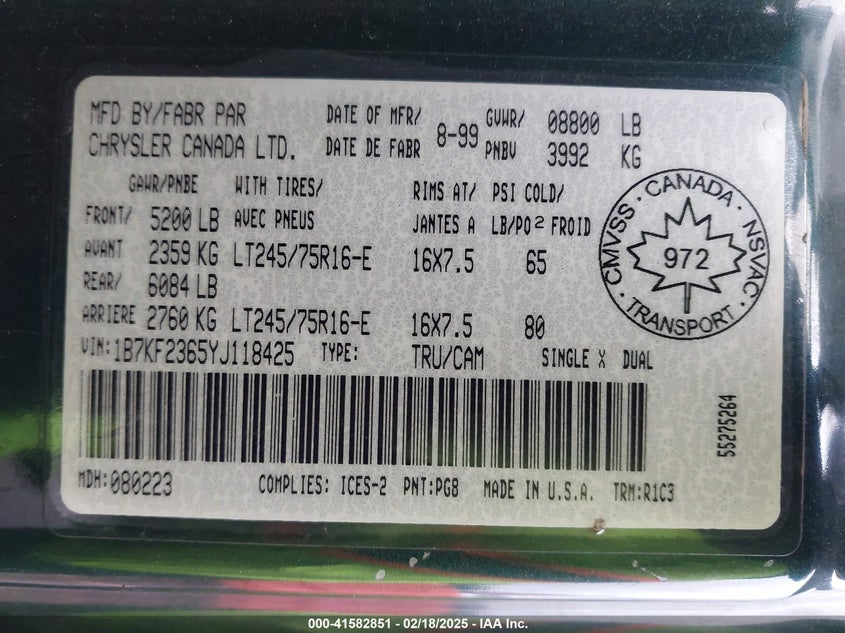 MFD BY/FABR PAR DATE OF MFR/ GVWR/ 08800 LB
CHRYSLER CANADA LTD. DATE DE FABR 8-99 PNBV 3992 KG
GAWR/PNBE WITH TIRES/ RIMS AT/ PSI COLD/
FRONT/ 5200 LB AVEC PNEUS JANTES A LB/PO² FROID
AVANT 2359 KG LT245/75R16-E 16X7.5 65
REAR/ 6084 LB
ARRIERE 2760 KG LT245/75R16-E 16X7.5 80
VIN:1B7KF2365YJ118425 TYPE: TRU/CAM SINGLE X DUAL
CMVSS · CANADA · NSVAC · TRANSPORT ·
972
55275264
MDH:080223 COMPLIES: ICES-2 PNT:PG8 MADE IN U.S.A. TRM:R1C3
000-41582851 - 02/18/2025 - IAA Inc.